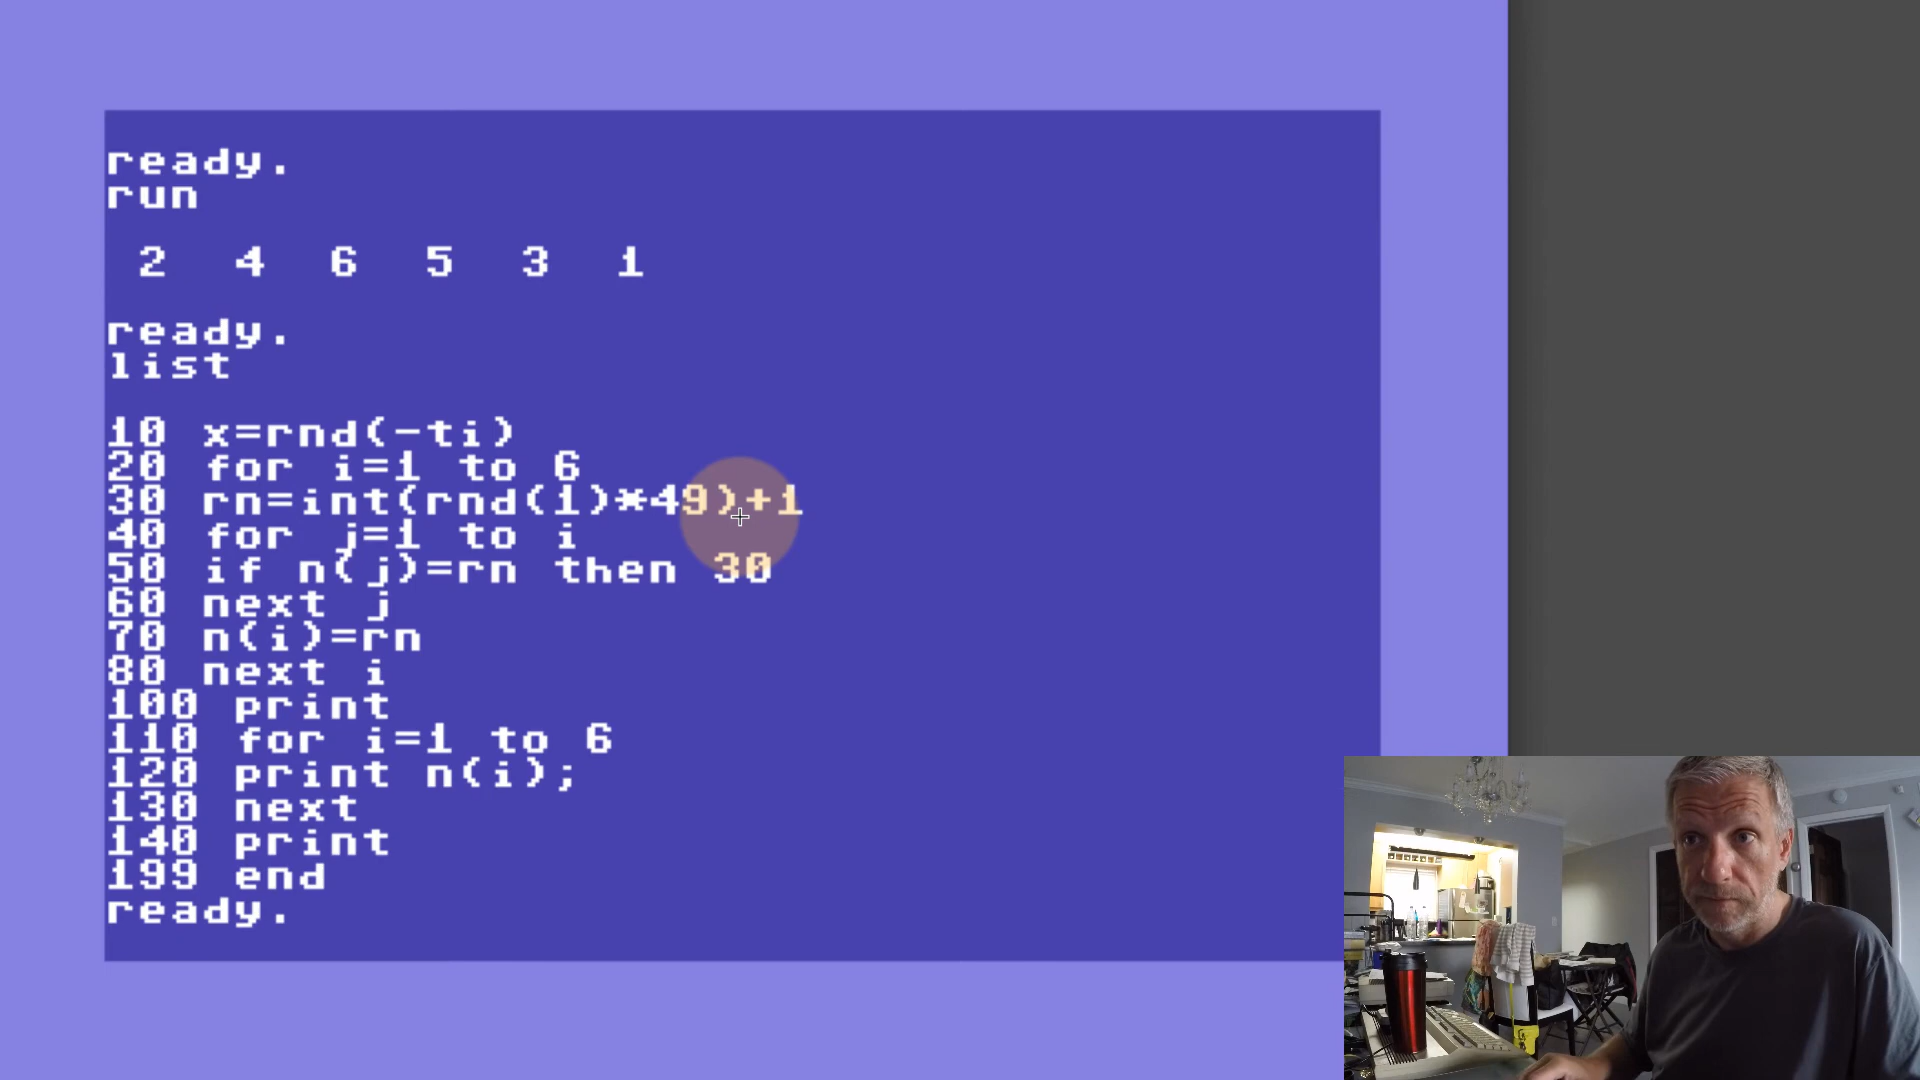 ready.
run
2 4 6 5 3 1
ready.
list
10 x=rnd(-ti)
20 for i=1 to 6
30 rn=int(rnd(1)*49)+1
40 for j=1 to i
50 if n(j)=rn then 30
60 next j
70 n(i)=rn
80 next i
100 print
110 for i=1 to 6
120 print n(i);
130 next
140 print
199 end
ready.